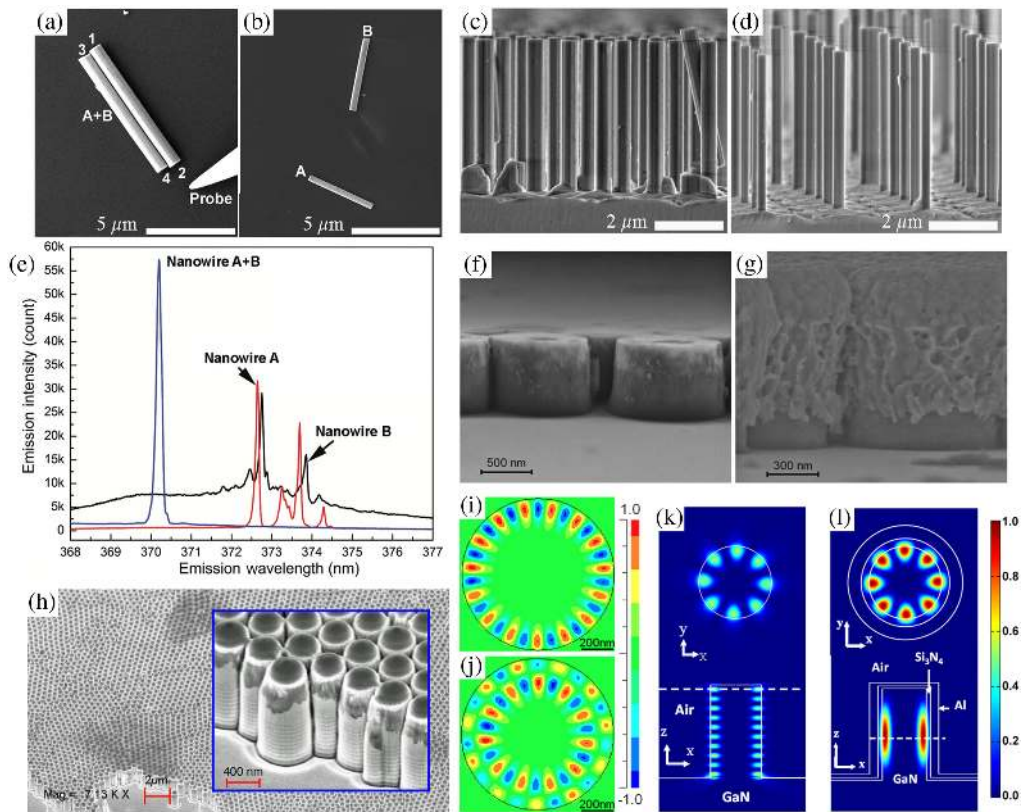 (a)
1
3
A+B
2
4
Probe
5 μm
(b)
B
A
5 μm
(c)
2 μm
(d)
2 μm
(e)
60k
55k
50k
45k
40k
35k
30k
25k
20k
15k
10k
5k
0
Emission intensity (count)
Nanowire A+B
Nanowire A
Nanowire B
368 369 370 371 372 373 374 375 376 377
Emission wavelength (nm)
(f)
500 nm
(g)
300 nm
(h)
Mag = 7.13 K X
2μm
400 nm
(i)
200nm
1.0
-1.0
(j)
200nm
(k)
y
x
Air
z
x
GaN
(l)
y
x
Si₃N₄
Air
Al
z
x
GaN
1.0
0.8
0.6
0.4
0.2
0.0